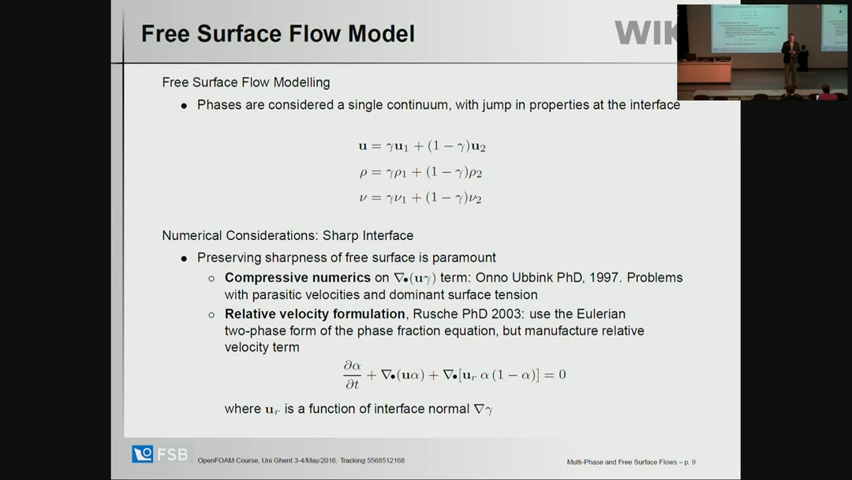 Free Surface Flow Model
WIK
Free Surface Flow Modelling
• Phases are considered a single continuum, with jump in properties at the interface
u = γu₁ + (1 − γ)u₂
ρ = γρ₁ + (1 − γ)ρ₂
ν = γν₁ + (1 − γ)ν₂
Numerical Considerations: Sharp Interface
• Preserving sharpness of free surface is paramount
◦ Compressive numerics on ∇•(uγ) term: Onno Ubbink PhD, 1997. Problems
with parasitic velocities and dominant surface tension
◦ Relative velocity formulation, Rusche PhD 2003: use the Eulerian
two-phase form of the phase fraction equation, but manufacture relative
velocity term
∂α/∂t + ∇•(uα) + ∇•[uᵣ α (1 − α)] = 0
where uᵣ is a function of interface normal ∇γ
FSB
OpenFOAM Course, Uni Ghent 3-4/May/2016. Tracking 5568512168
Multi-Phase and Free Surface Flows – p. 9